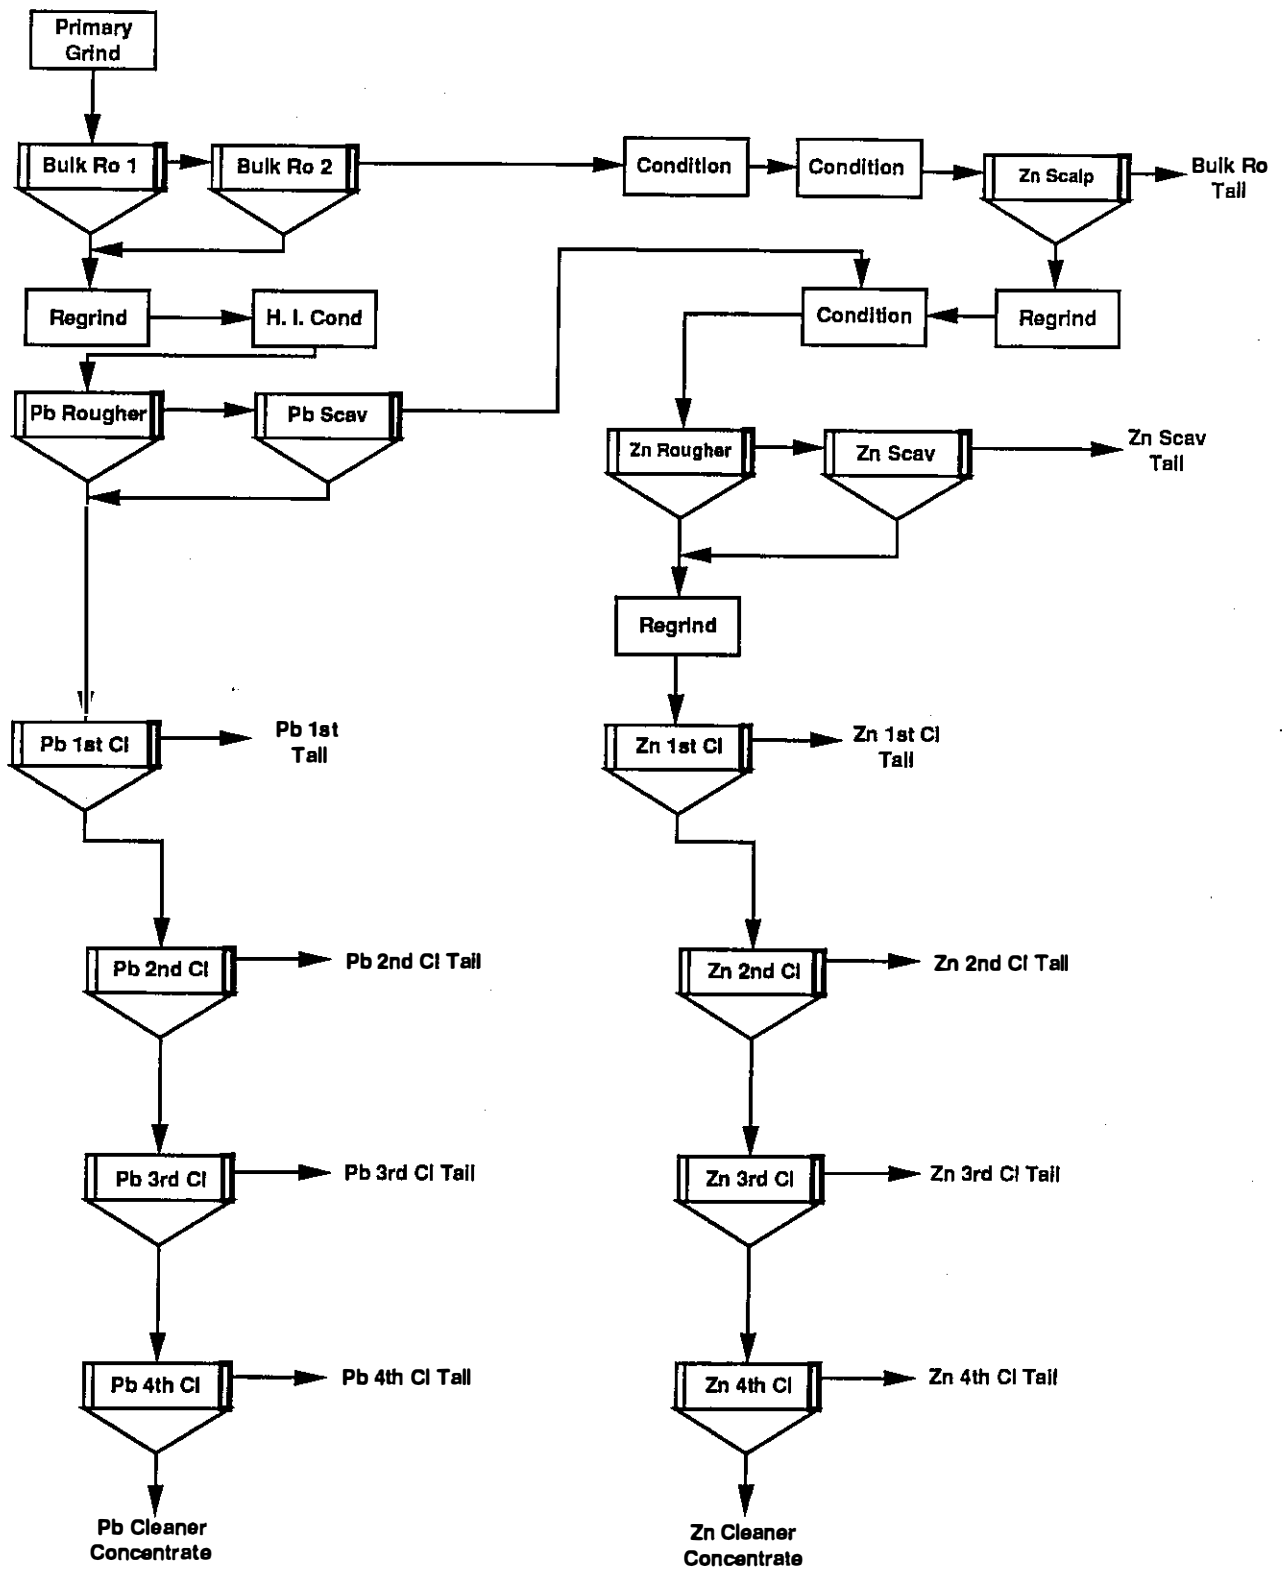 Primary
Grind
Bulk Ro 1
Bulk Ro 2
Condition
Condition
Zn Scalp
Bulk Ro
Tail
Regrind
H. I. Cond
Condition
Regrind
Pb Rougher
Pb Scav
Zn Rougher
Zn Scav
Zn Scav
Tail
Regrind
Pb 1st Cl
Pb 1st
Tail
Zn 1st Cl
Zn 1st Cl
Tail
Pb 2nd Cl
Pb 2nd Cl Tail
Zn 2nd Cl
Zn 2nd Cl Tail
Pb 3rd Cl
Pb 3rd Cl Tail
Zn 3rd Cl
Zn 3rd Cl Tail
Pb 4th Cl
Pb 4th Cl Tail
Zn 4th Cl
Zn 4th Cl Tail
Pb Cleaner
Concentrate
Zn Cleaner
Concentrate